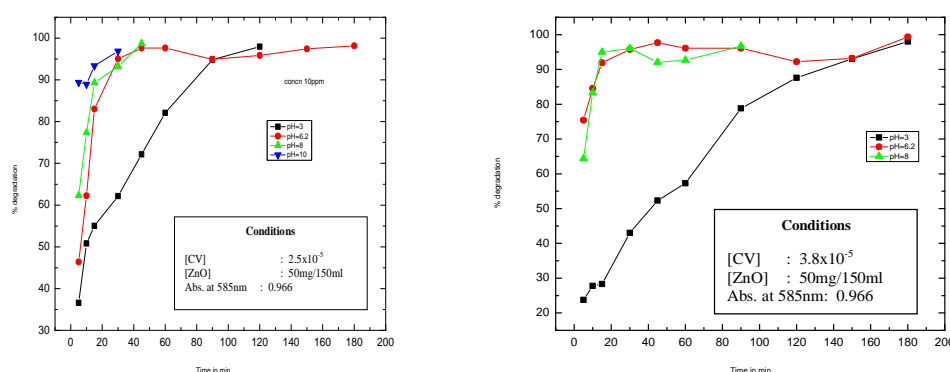 100
90
80
70
60
50
40
30
% degradation
concn 10ppm
pH=3
pH=6.2
pH=8
pH=10
Conditions
[CV] : 2.5x10-5
[ZnO] : 50mg/150ml
Abs. at 585nm : 0.966
0 20 40 60 80 100 120 140 160 180 200
Time in min
100
90
80
70
60
50
40
30
20
% degradation
pH=3
pH=6.2
pH=8
Conditions
[CV] : 3.8x10-5
[ZnO] : 50mg/150ml
Abs. at 585nm: 0.966
0 20 40 60 80 100 120 140 160 180 200
Time in min